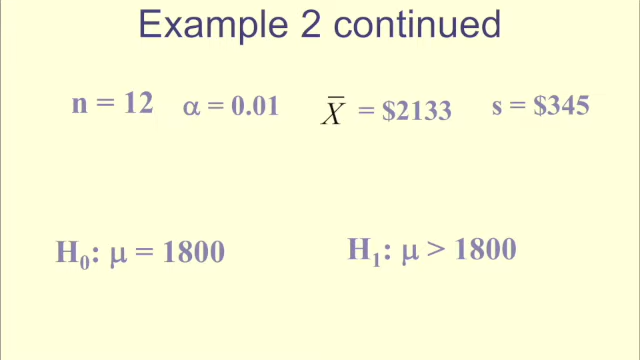 Example 2 continued
n = 12 α = 0.01 X̅ = $2133 s = $345
H₀: μ = 1800 H₁: μ > 1800